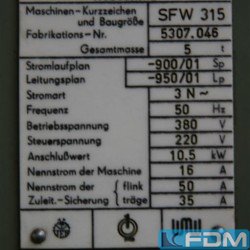 Maschinen-Kurzzeichen und Baugröße SFW 315
Fabrikations-Nr. 5307.046
Gesamtmasse 5 t
Stromlaufplan -900/01 Sp
Leitungsplan -950/01 Lp
Stromart 3 N~
Frequenz 50 Hz
Betriebsspannung 380 V
Steuerspannung 220 V
Anschlußwert 10.5 kW
Nennstrom der Maschine 16 A
Nennstrom der flink 50 A
Zuleit.-Sicherung träge 35 A
FDM